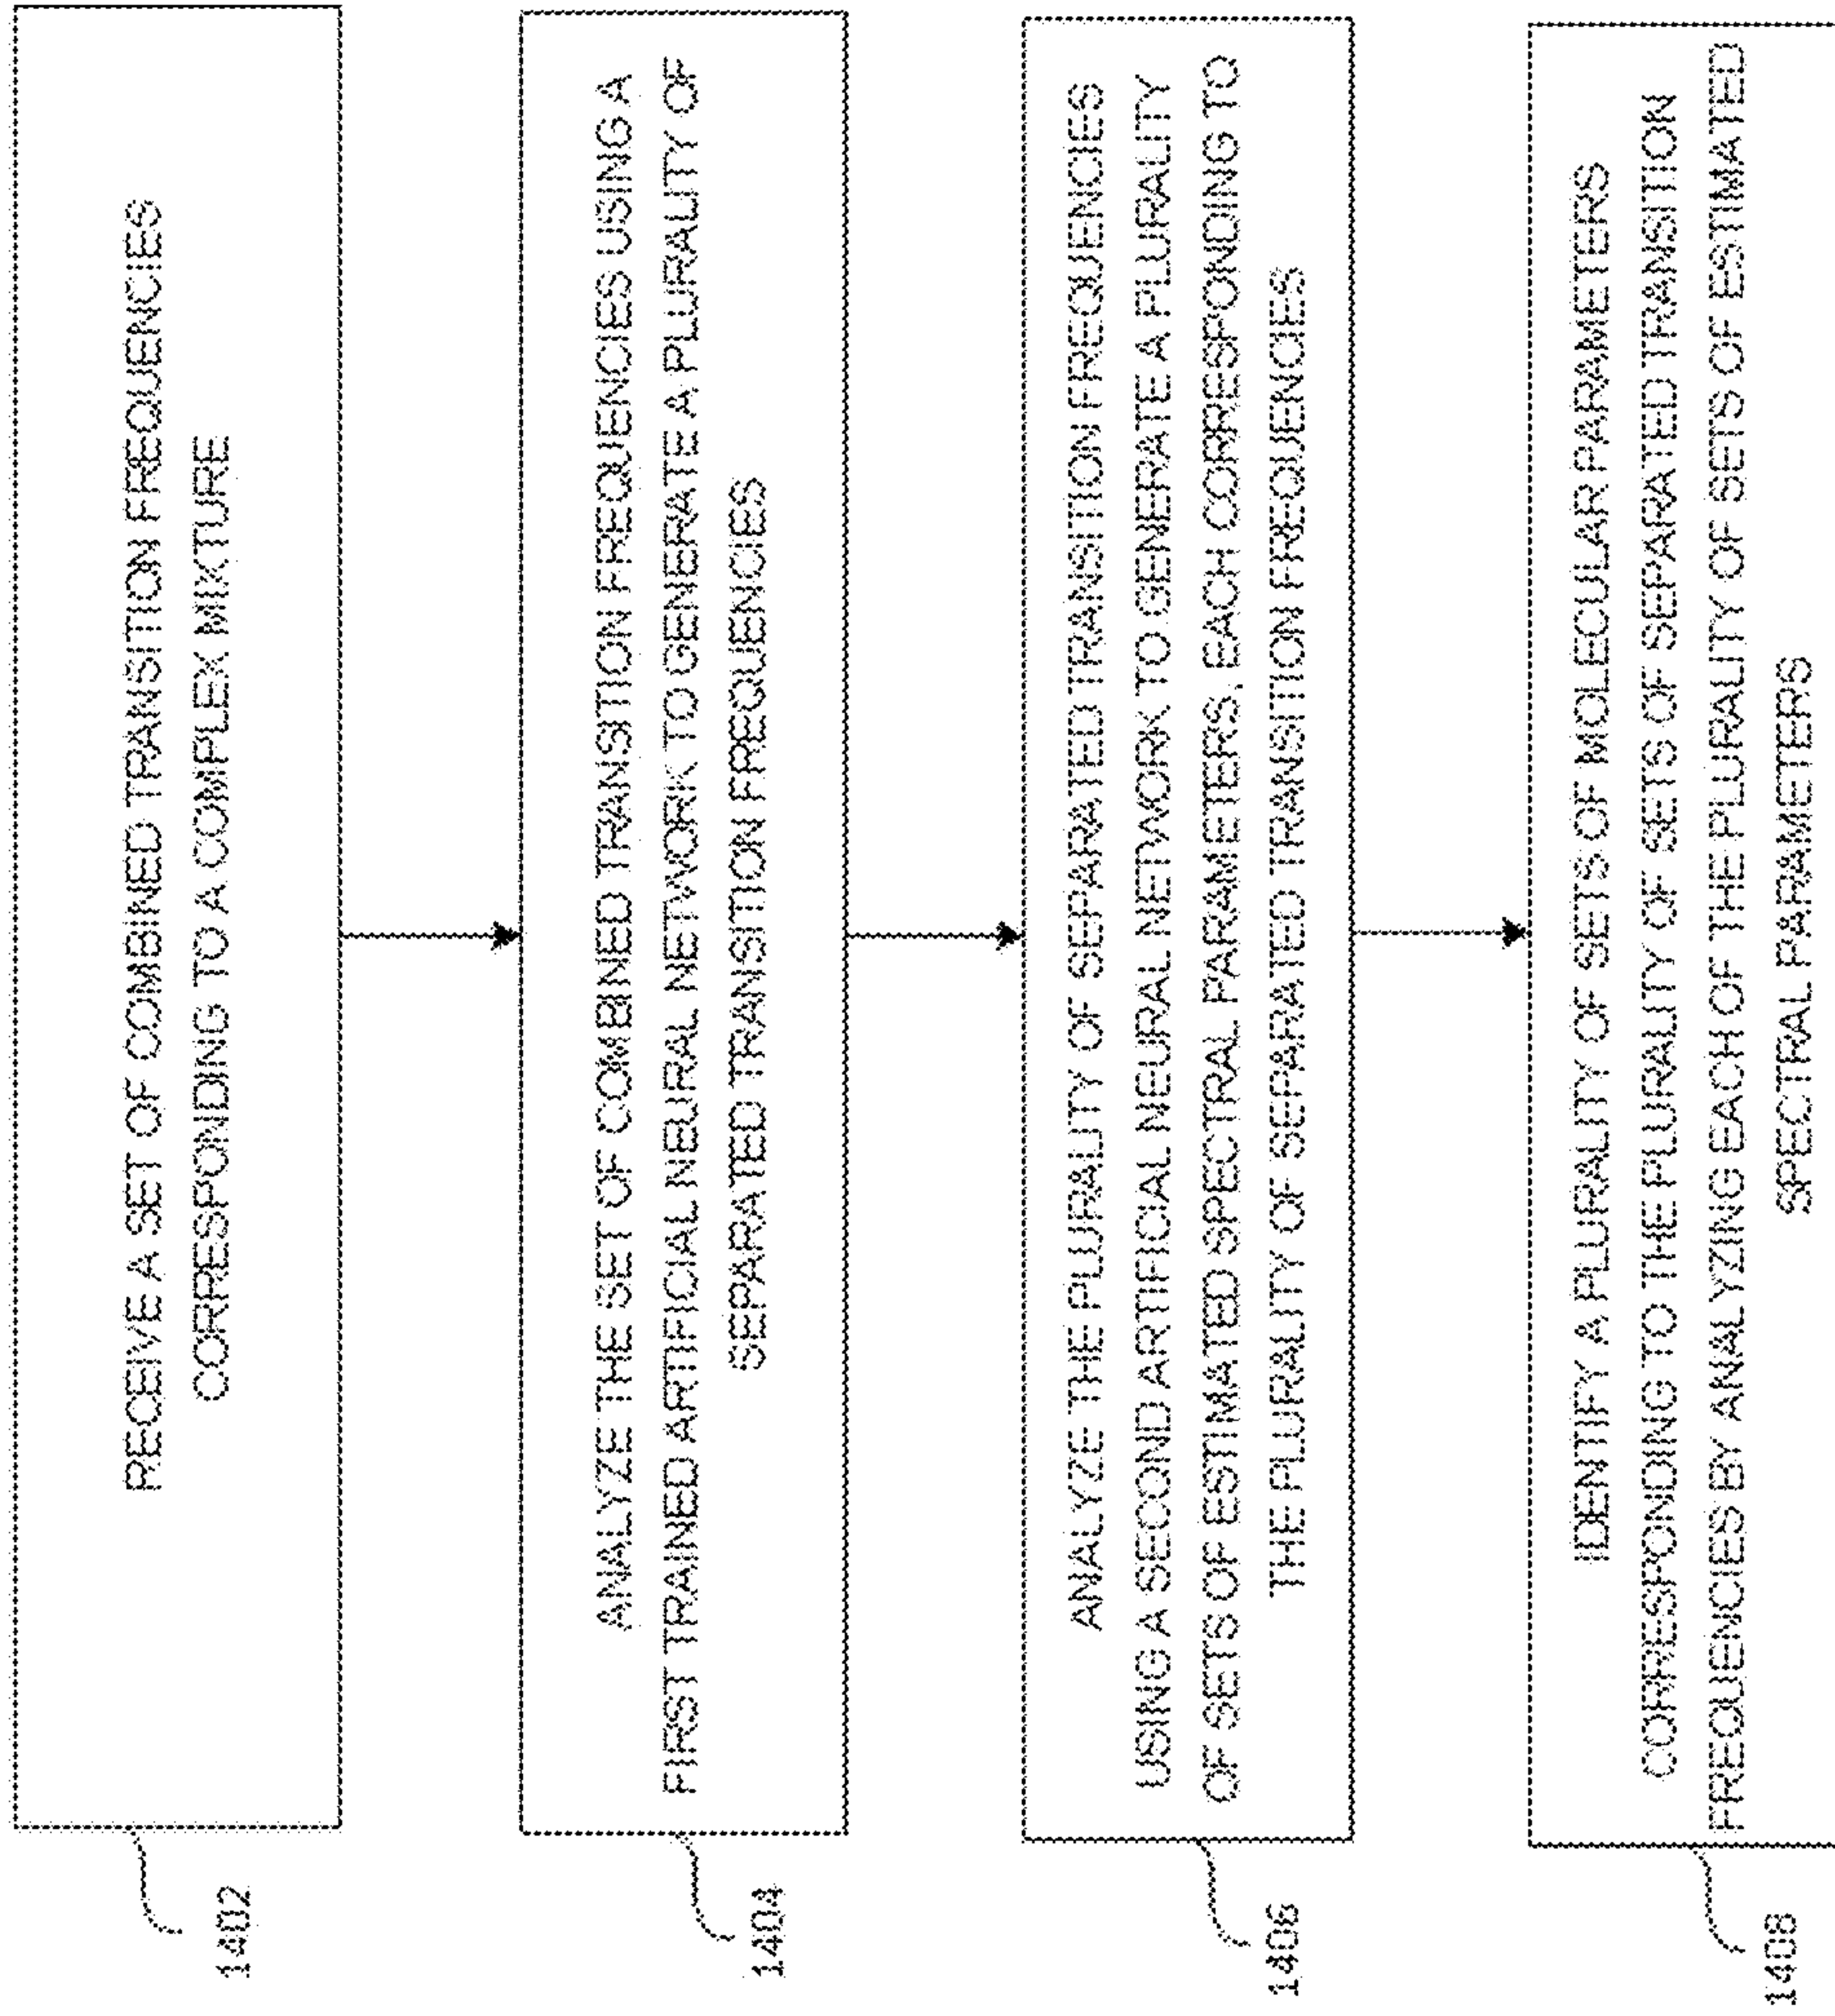 RECEIVE A SET OF COMBINED TRANSITION FREQUENCIES
CORRESPONDING TO A COMPLEX MIXTURE
1402
ANALYZE THE SET OF COMBINED TRANSITION FREQUENCIES USING A
FIRST TRAINED ARTIFICIAL NEURAL NETWORK TO GENERATE A PLURALITY OF
SEPARATED TRANSITION FREQUENCIES
1404
ANALYZE THE PLURALITY OF SEPARATED TRANSITION FREQUENCIES
USING A SECOND ARTIFICIAL NEURAL NETWORK TO GENERATE A PLURALITY
OF SETS OF ESTIMATED SPECTRAL PARAMETERS, EACH CORRESPONDING TO
THE PLURALITY OF SEPARATED TRANSITION FREQUENCIES
1406
IDENTIFY A PLURALITY OF SETS OF MOLECULAR PARAMETERS
CORRESPONDING TO THE PLURALITY OF SETS OF SEPARATED TRANSITION
FREQUENCIES BY ANALYZING EACH OF THE PLURALITY OF SETS OF ESTIMATED
SPECTRAL PARAMETERS
1408